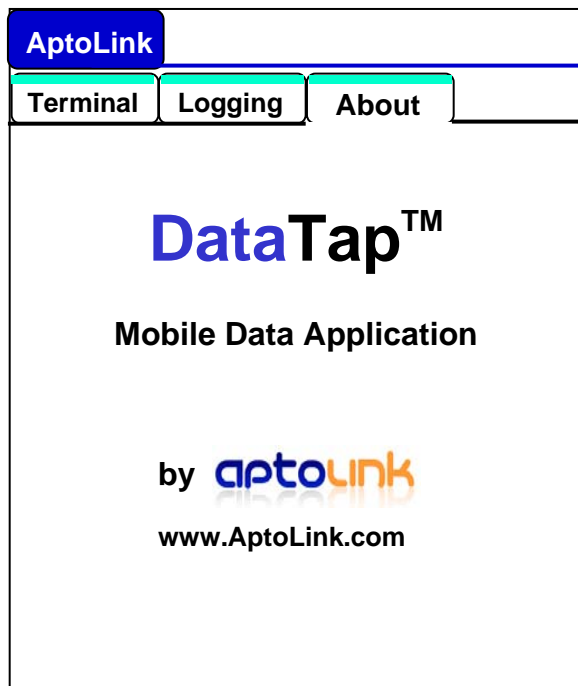 AptoLink
Terminal Logging About
DataTap™
Mobile Data Application
by aptolink
www.AptoLink.com